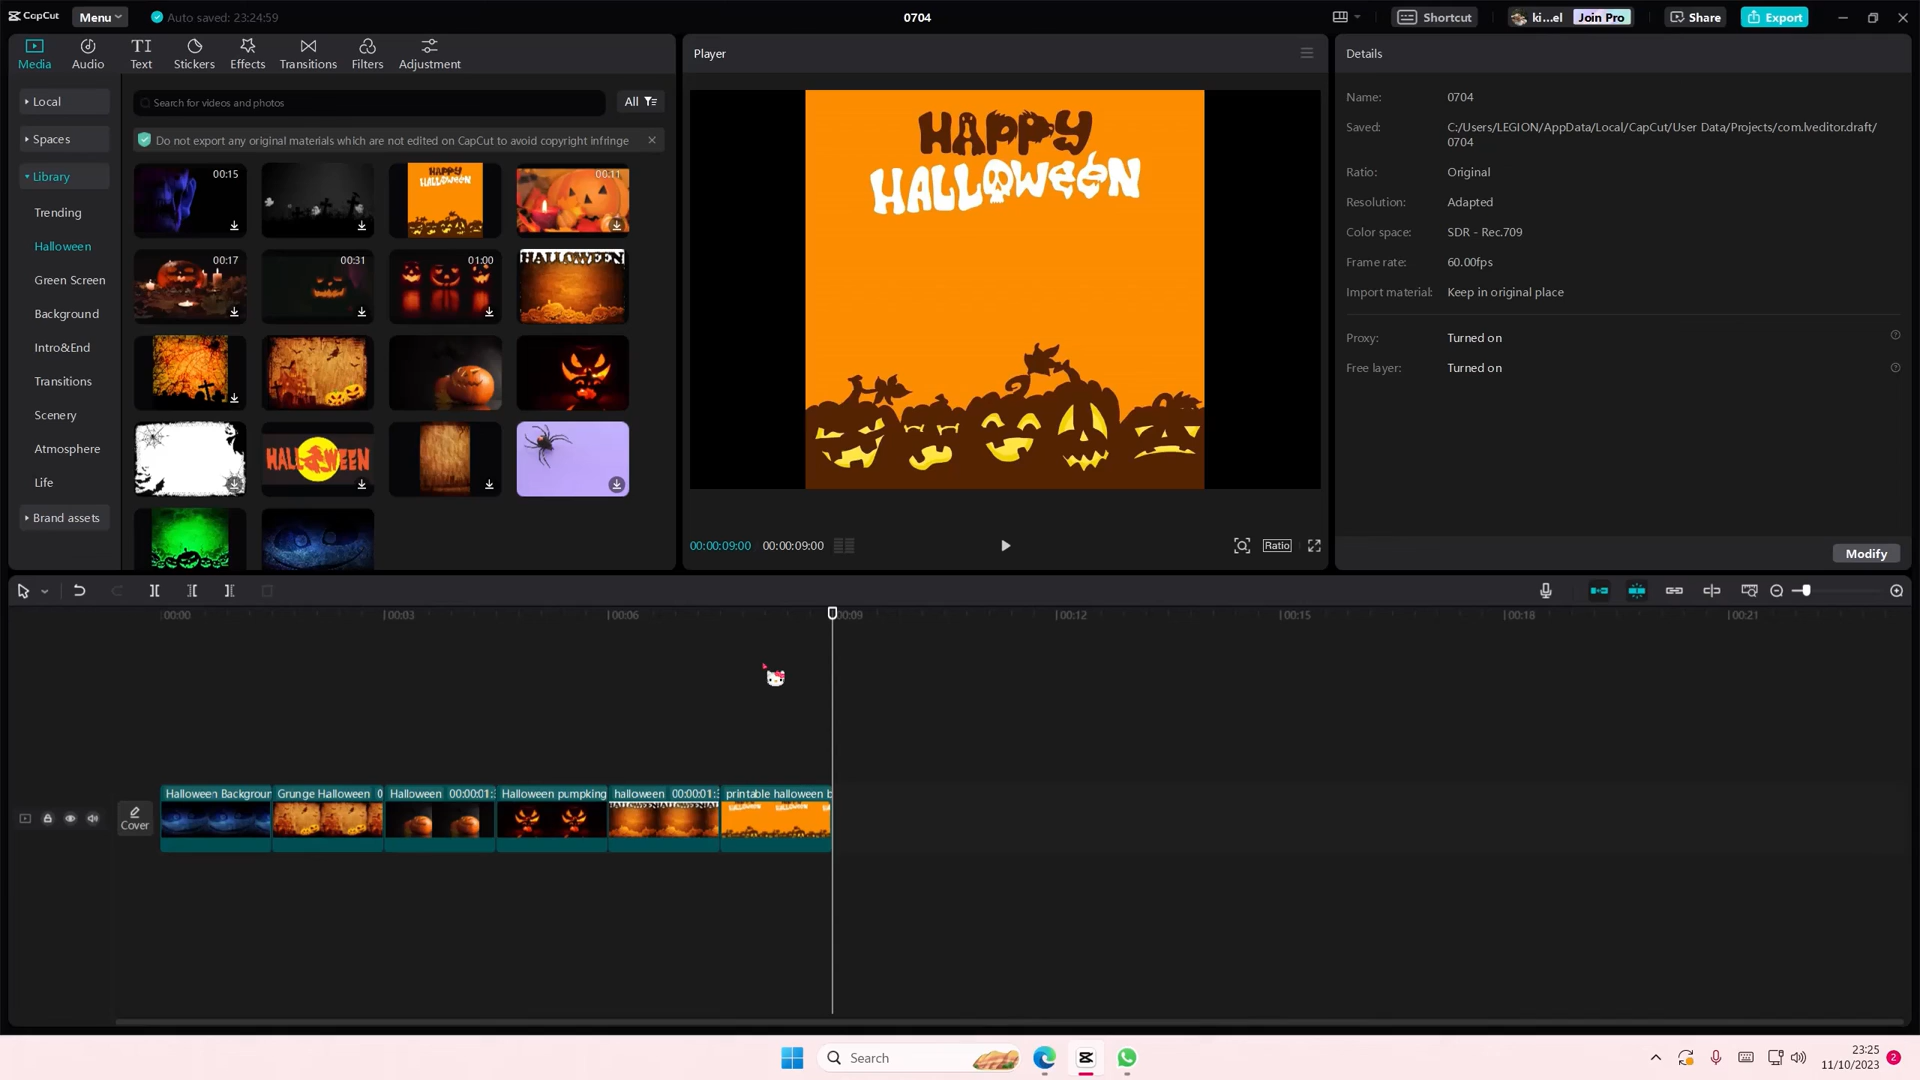 CapCut
Menu
Auto saved: 23:24:59
0704
Shortcut
ki...el
Join Pro
Share
Export
Media
Audio
Text
Stickers
Effects
Transitions
Filters
Adjustment
Local
Spaces
Library
Trending
Halloween
Green Screen
Background
Intro&End
Transitions
Scenery
Atmosphere
Life
Brand assets
Search for videos and photos
All
Do not export any original materials which are not edited on CapCut to avoid copyright infringe
00:15
HAPPY
HALLOWEEN
00:11
00:17
00:31
01:00
HALLOWEEN
HALLOWEEN
Player
HAPPY
HALLOWEEN
00:00:09:00
00:00:09:00
Ratio
Details
Name: 0704
Saved: C:/Users/LEGION/AppData/Local/CapCut/User Data/Projects/com.lveditor.draft/
0704
Ratio: Original
Resolution: Adapted
Color space: SDR - Rec.709
Frame rate: 60.00fps
Import material: Keep in original place
Proxy: Turned on
Free layer: Turned on
Modify
00:00
00:03
00:06
00:09
00:12
00:15
00:18
00:21
Cover
Halloween Backgroun
Grunge Halloween 0
Halloween 00:00:01:
Halloween pumpking
halloween 00:00:01:
printable halloween b
Search
23:25
11/10/2023
2